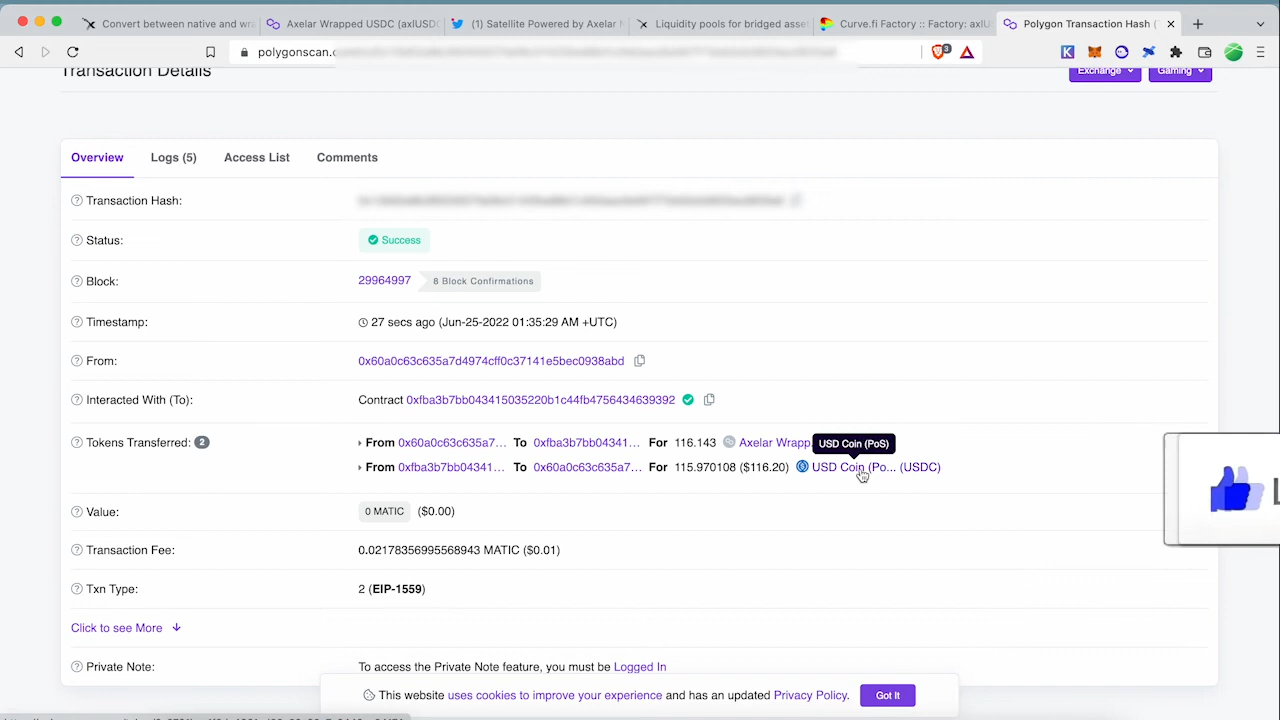 Convert between native and wra
Axelar Wrapped USDC (axlUSD
(1) Satellite Powered by Axelar N
Liquidity pools for bridged asse
Curve.fi Factory :: Factory: axlU
Polygon Transaction Hash (
polygonscan.c
3
Transaction Details
Exchange
Gaming
Overview
Logs (5)
Access List
Comments
Transaction Hash:
Status:
Success
Block:
29964997
8 Block Confirmations
Timestamp:
27 secs ago (Jun-25-2022 01:35:29 AM +UTC)
From:
0x60a0c63c635a7d4974cff0c37141e5bec0938abd
Interacted With (To):
Contract 0xfba3b7bb043415035220b1c44fb4756434639392
Tokens Transferred: 2
From 0x60a0c63c635a7... To 0xfba3b7bb04341... For 116.143 Axelar Wrapp
USD Coin (PoS)
From 0xfba3b7bb04341... To 0x60a0c63c635a7... For 115.970108 ($116.20) USD Coin (Po... (USDC)
Value:
0 MATIC ($0.00)
Transaction Fee:
0.02178356995568943 MATIC ($0.01)
Txn Type:
2 (EIP-1559)
Click to see More
Private Note:
To access the Private Note feature, you must be Logged In
This website uses cookies to improve your experience and has an updated Privacy Policy.
Got It